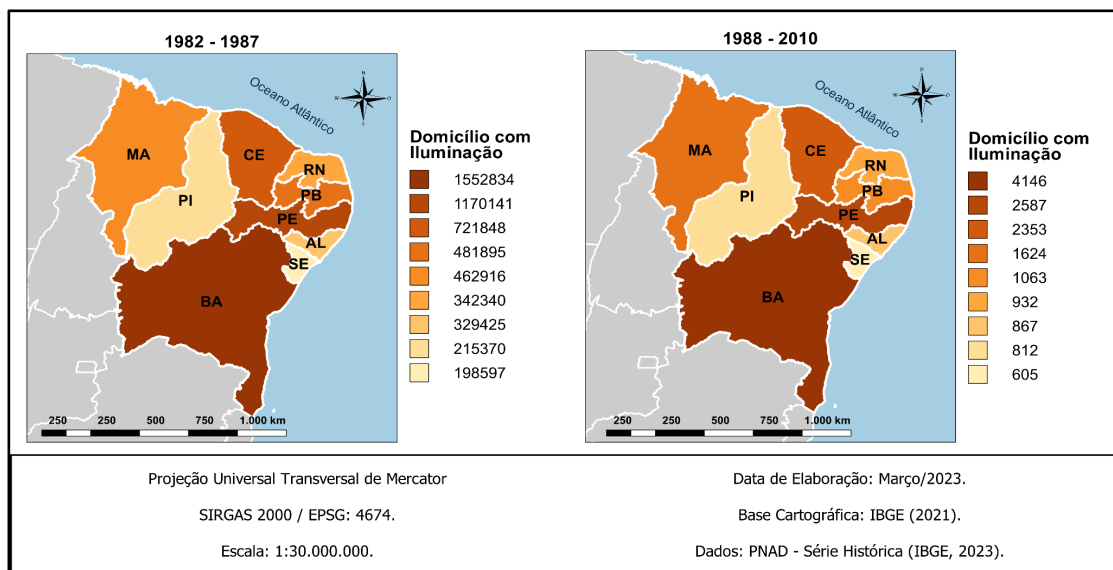 1982 - 1987
Oceano Atlântico
N
W
O
S
MA
CE
RN
PB
PI
PE
AL
SE
BA
250 500 750 1.000 km
Domicílio com
Iluminação
1552834
1170141
721848
481895
462916
342340
329425
215370
198597
1988 - 2010
Oceano Atlântico
N
W
O
S
MA
CE
RN
PB
PI
PE
AL
SE
BA
250 500 750 1.000 km
Domicílio com
Iluminação
4146
2587
2353
1624
1063
932
867
812
605
Projeção Universal Transversal de Mercator
SIRGAS 2000 / EPSG: 4674.
Escala: 1:30.000.000.
Data de Elaboração: Março/2023.
Base Cartográfica: IBGE (2021).
Dados: PNAD - Série Histórica (IBGE, 2023).